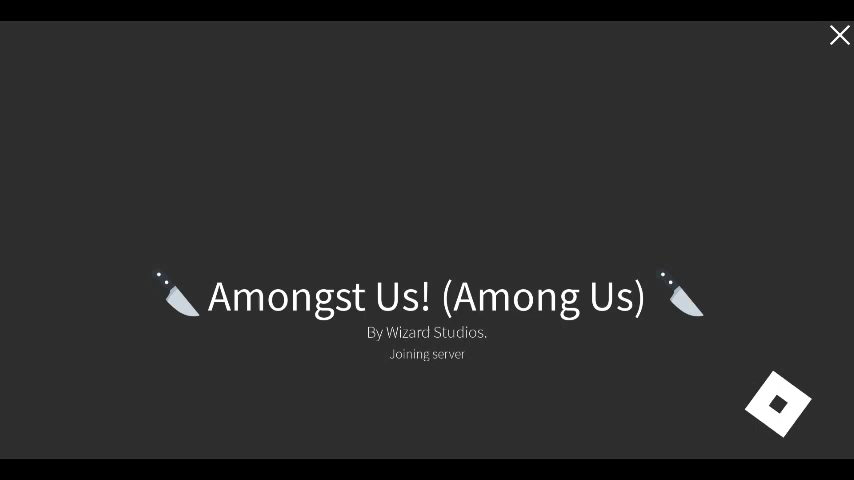 🔪 Amongst Us! (Among Us) 🔪
By Wizard Studios.
Joining server